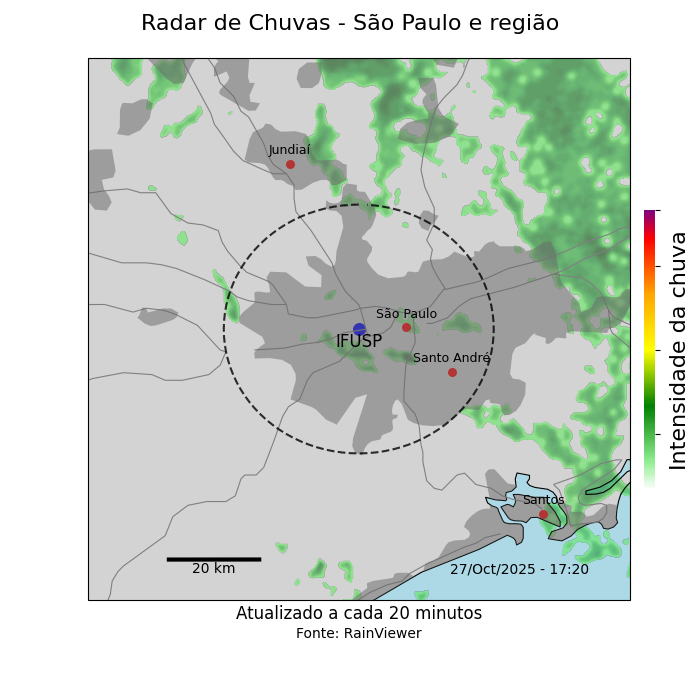 Radar de Chuvas - São Paulo e região
Jundiaí
São Paulo
IFUSP
Santo André
Intensidade da chuva
Santos
20 km
27/Oct/2025 - 17:20
Atualizado a cada 20 minutos
Fonte: RainViewer